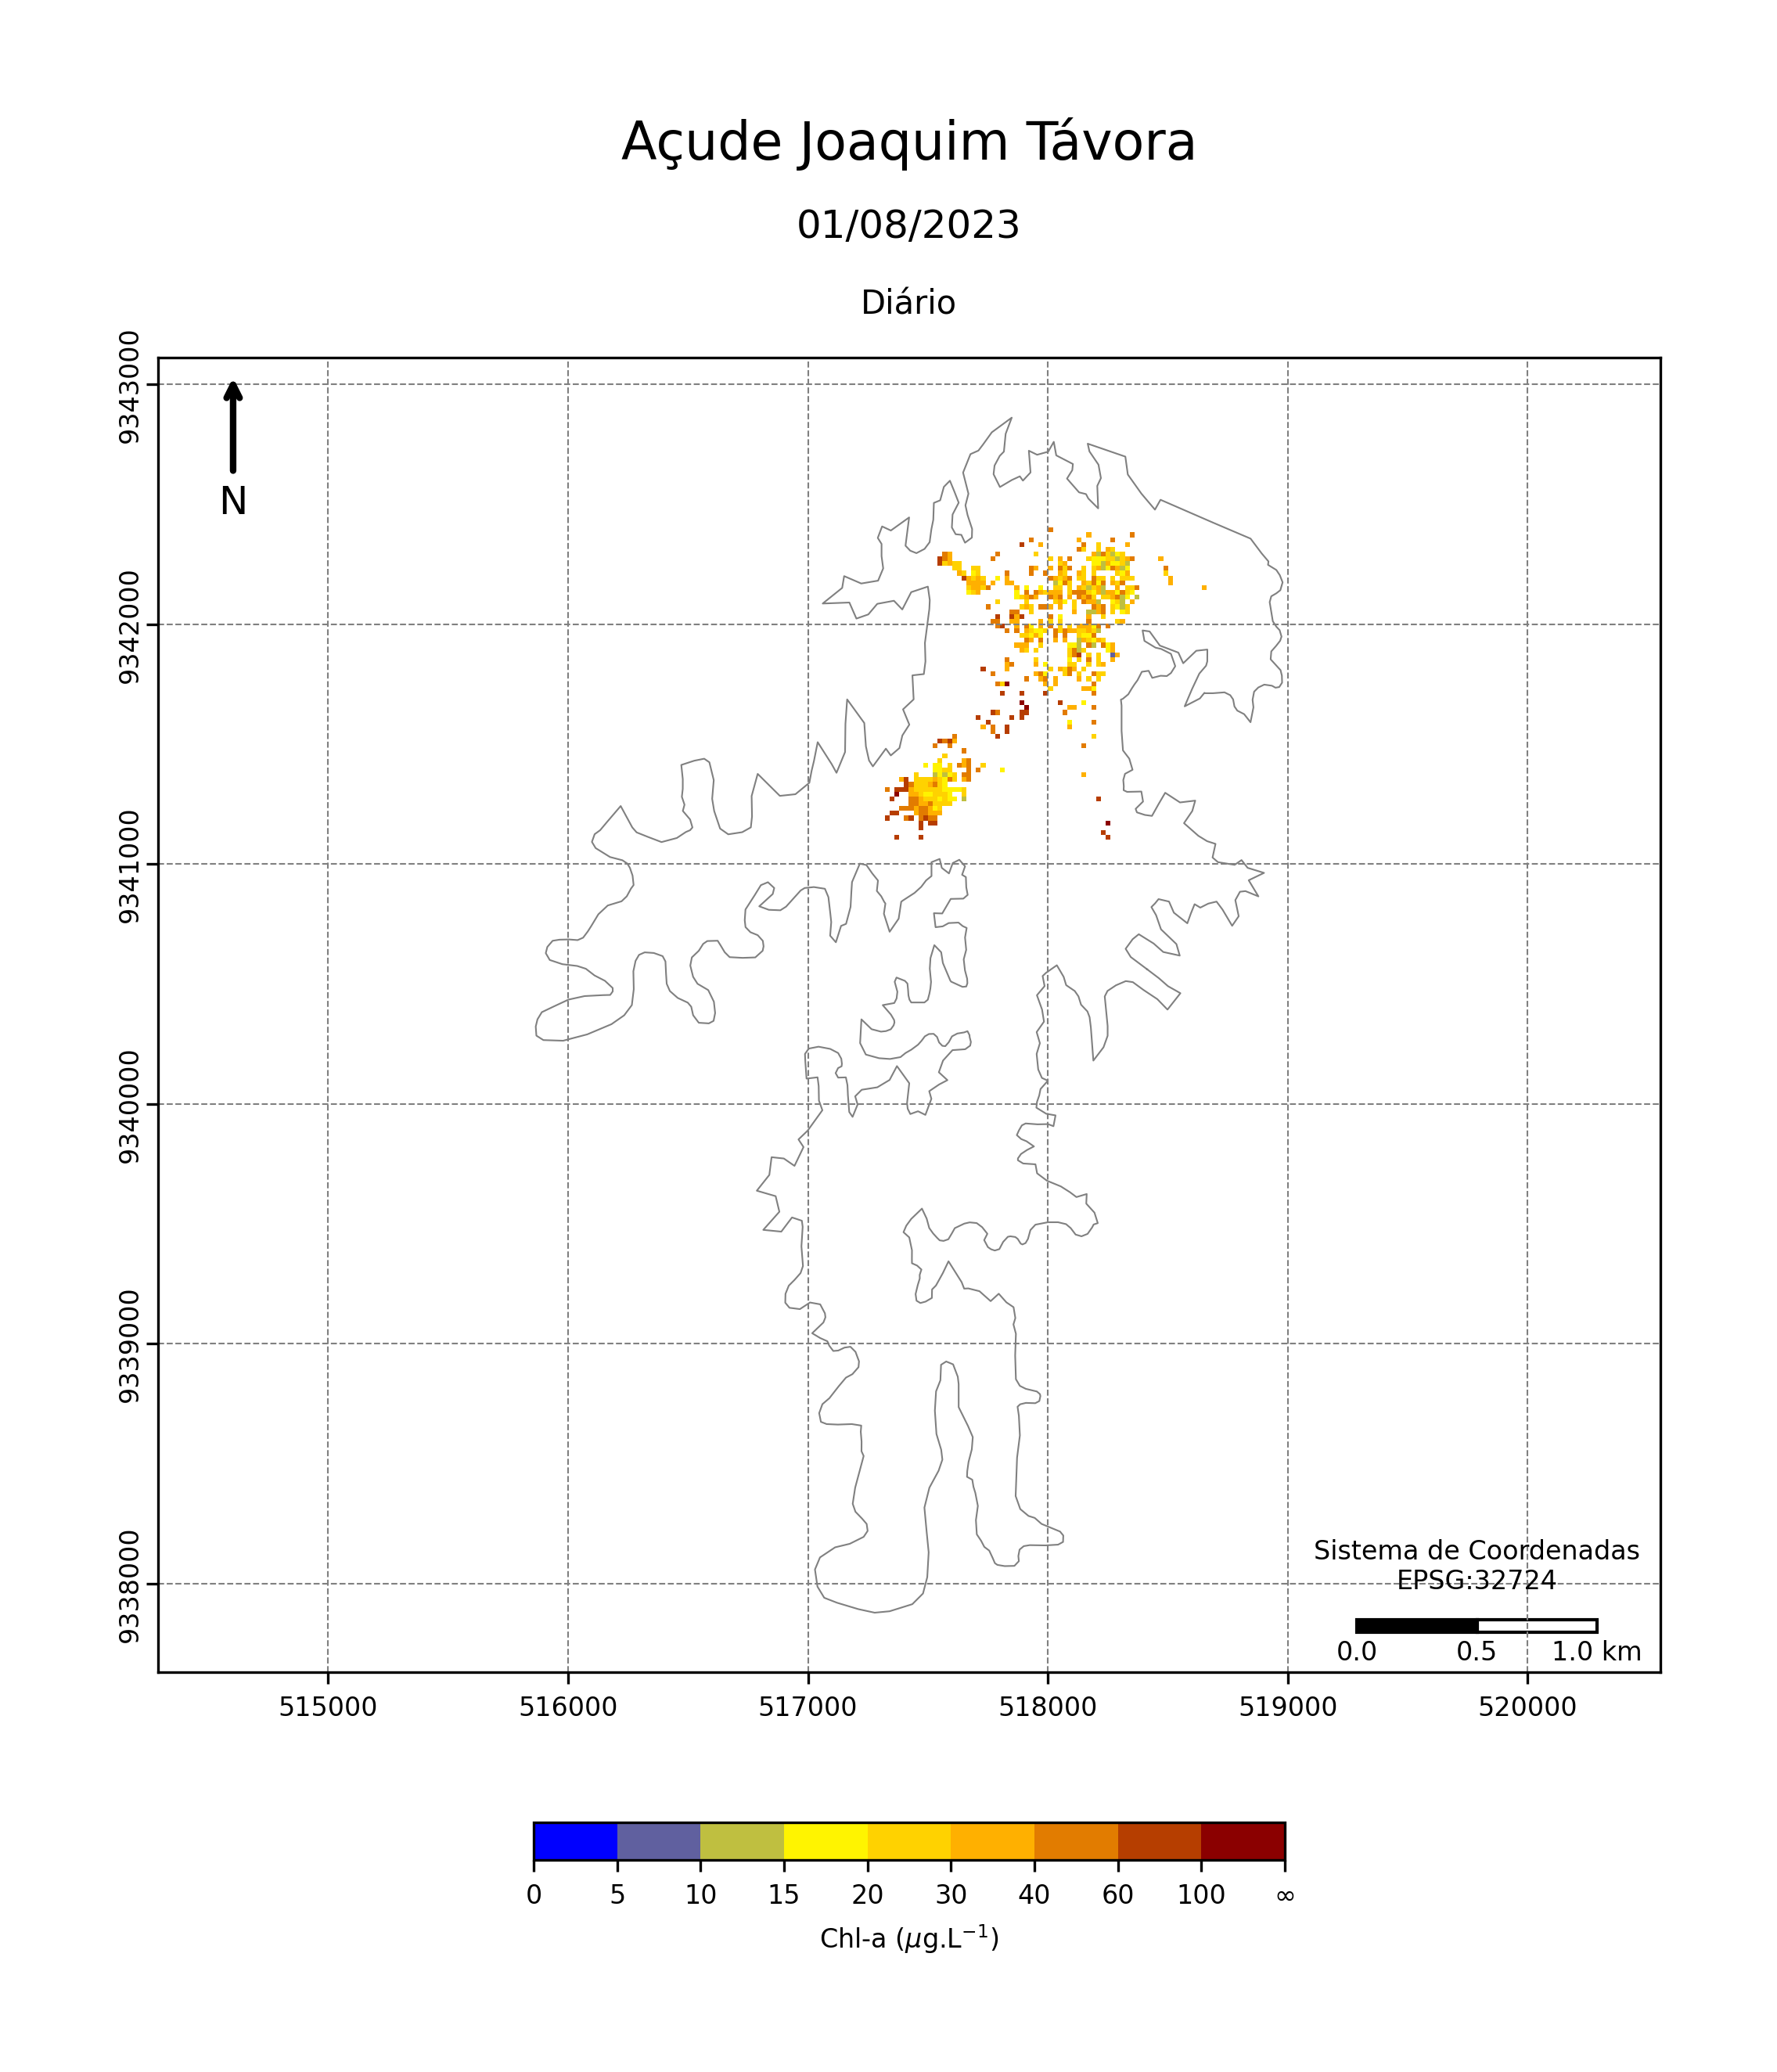 Açude Joaquim Távora
01/08/2023
Diário
N
9343000
9342000
9341000
9340000
9339000
9338000
Sistema de Coordenadas
EPSG:32724
0.0 0.5 1.0 km
515000 516000 517000 518000 519000 520000
0 5 10 15 20 30 40 60 100 ∞
Chl-a (μg.L⁻¹)